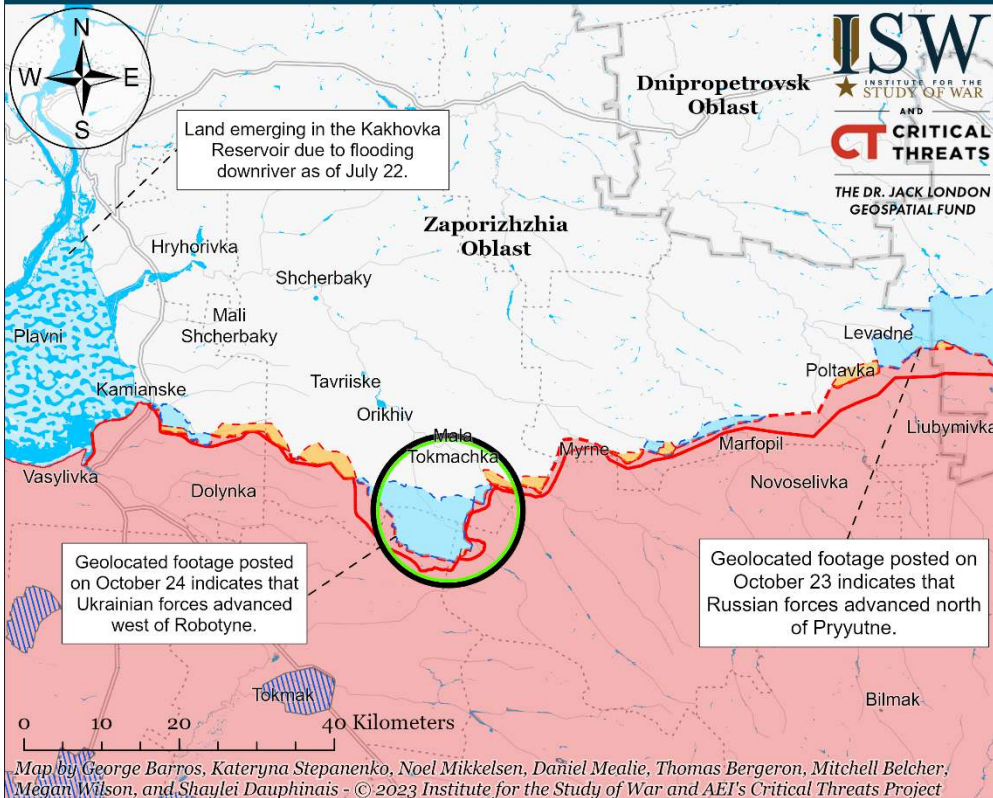 N
W
E
S
ISW
INSTITUTE FOR THE
STUDY OF WAR
AND
CT CRITICAL
THREATS
THE DR. JACK LONDON
GEOSPATIAL FUND
Dnipropetrovsk
Oblast
Land emerging in the Kakhovka
Reservoir due to flooding
downriver as of July 22.
Zaporizhzhia
Oblast
Hryhorivka
Shcherbaky
Mali
Shcherbaky
Plavni
Levadne
Tavriiske
Poltavka
Kamianske
Orikhiv
Mala
Tokmachka
Myrne
Marfopil
Liubymivka
Vasylivka
Dolynka
Novoselivka
Geolocated footage posted
on October 24 indicates that
Ukrainian forces advanced
west of Robotyne.
Geolocated footage posted on
October 23 indicates that
Russian forces advanced north
of Pryyutne.
Tokmak
Bilmak
0 10 20 40 Kilometers
Map by George Barros, Kateryna Stepanenko, Noel Mikkelsen, Daniel Mealie, Thomas Bergeron, Mitchell Belcher,
Megan Wilson, and Shaylei Dauphinais - © 2023 Institute for the Study of War and AEI's Critical Threats Project